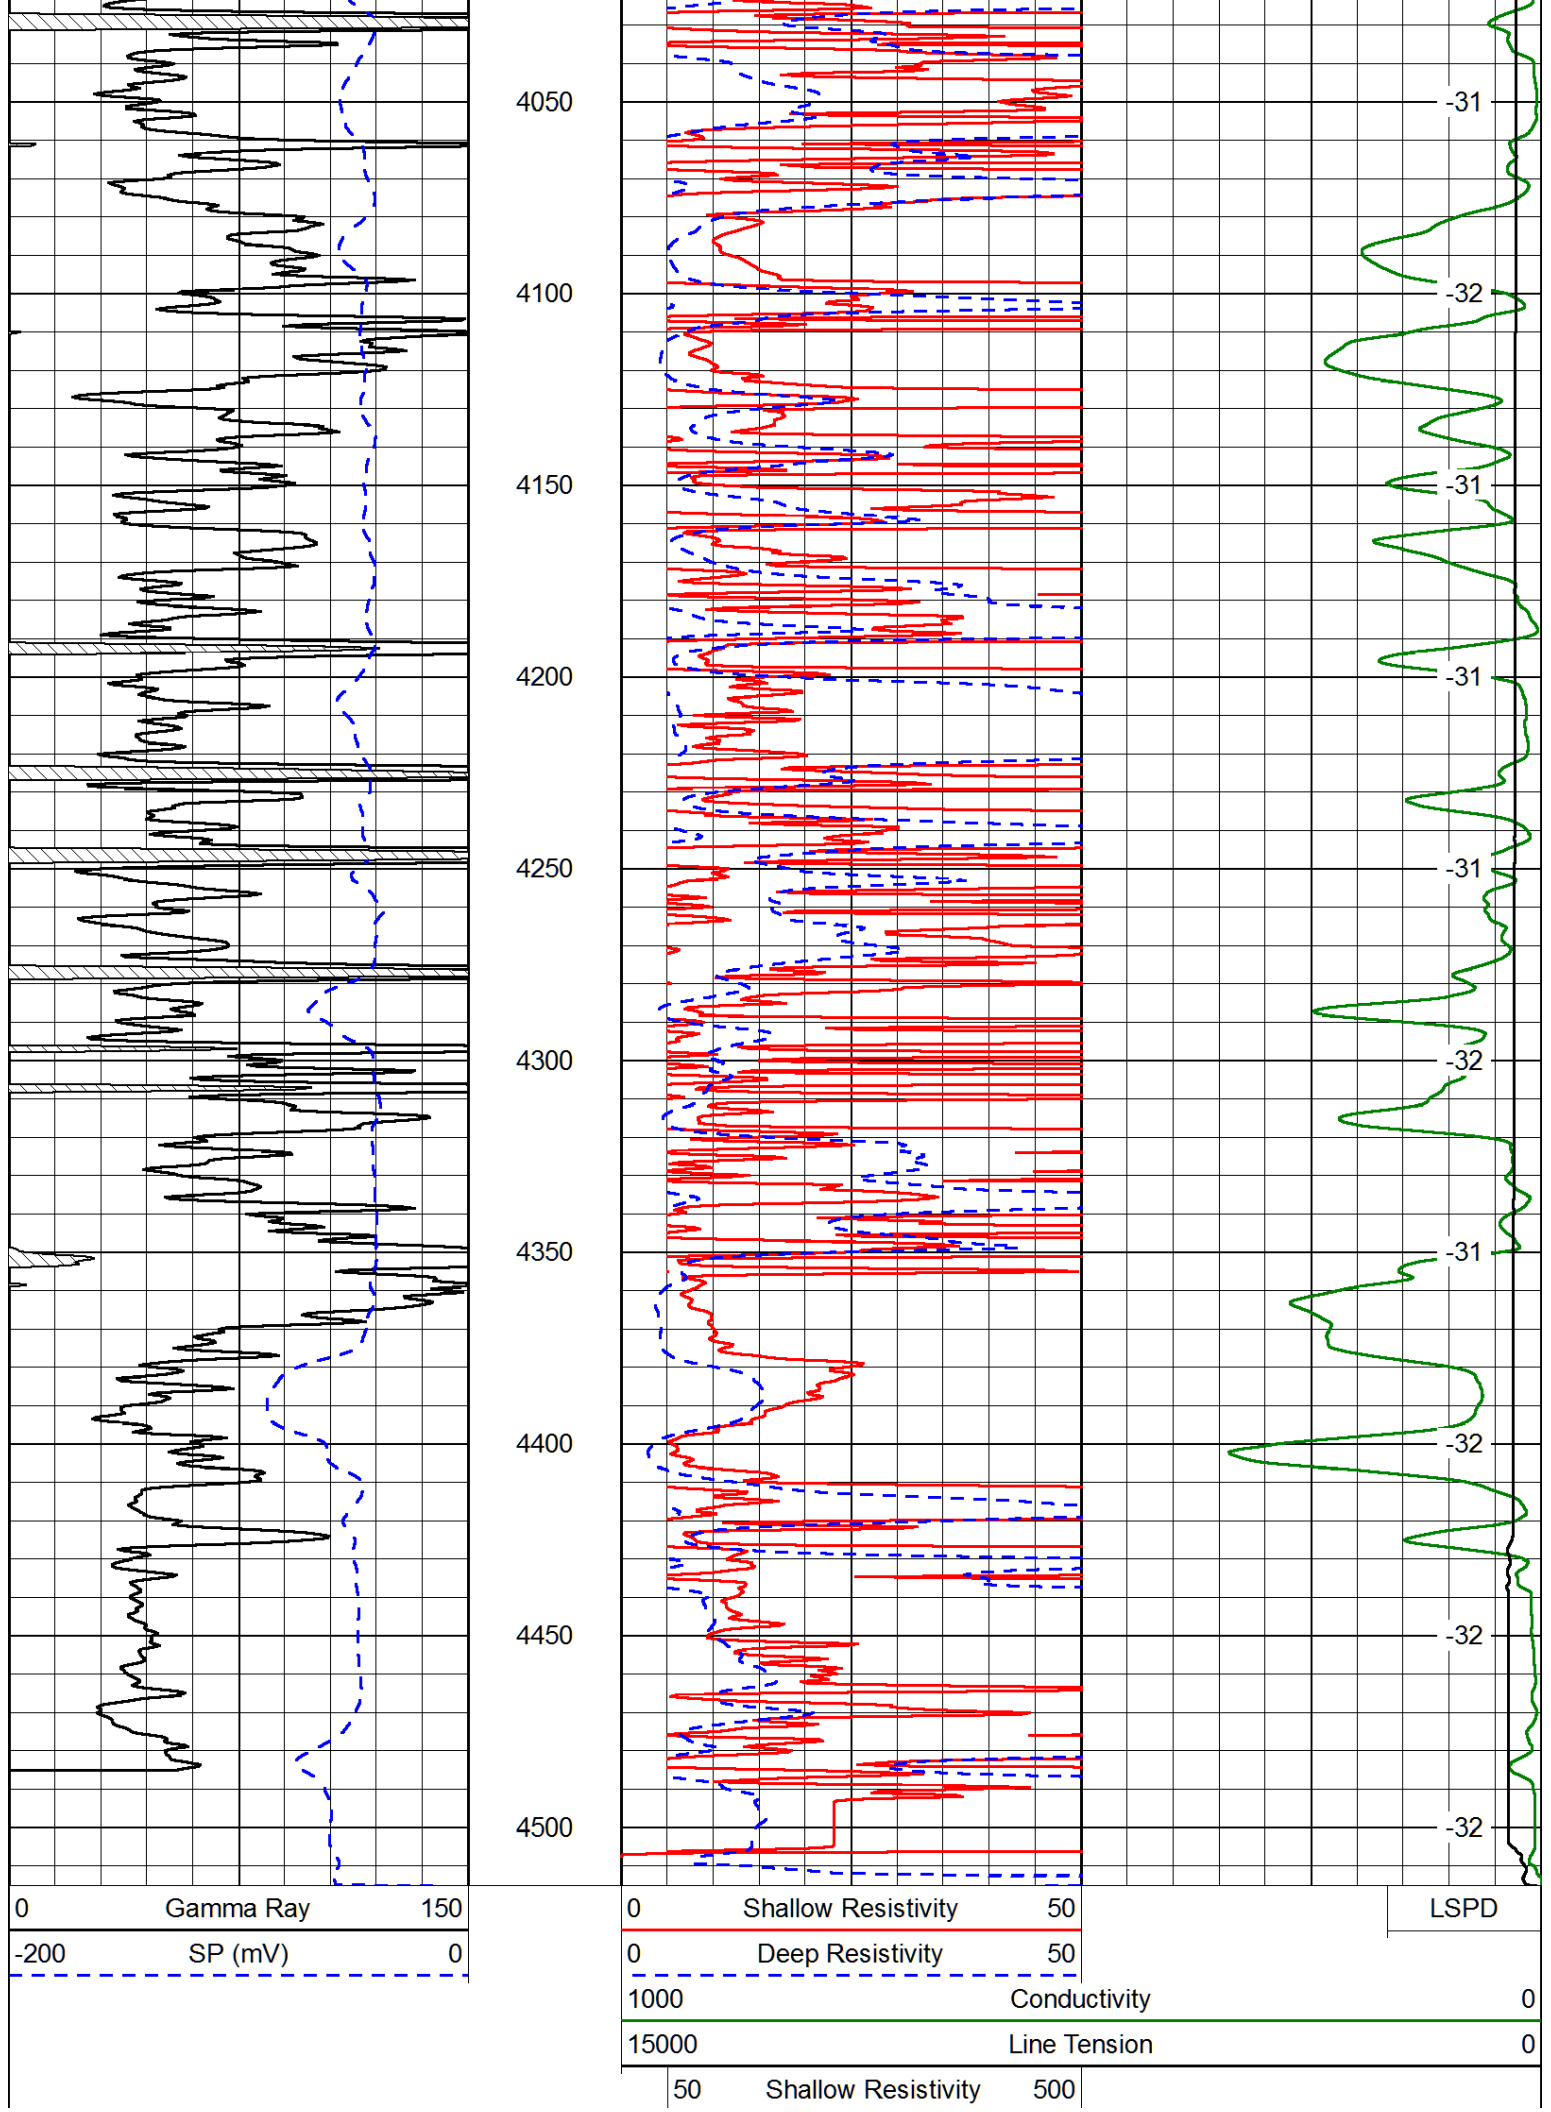 4050 -31
4100 -32
4150 -31
4200 -31
4250 -31
4300 -32
4350 -31
4400 -32
4450 -32
4500 -32
0 Gamma Ray 150
-200 SP (mV) 0
0 Shallow Resistivity 50
0 Deep Resistivity 50
1000 Conductivity 0
15000 Line Tension 0
50 Shallow Resistivity 500
LSPD